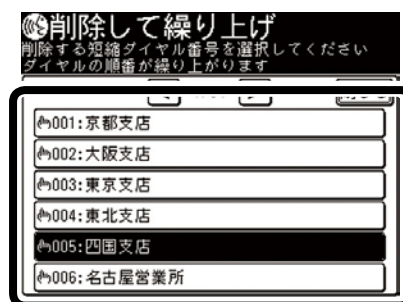 削除して繰り上げ
削除する短縮ダイヤル番号を選択してください
ダイヤルの順番が繰り上がります
001:京都支店
002:大阪支店
003:東京支店
004:東北支店
005:四国支店
006:名古屋営業所